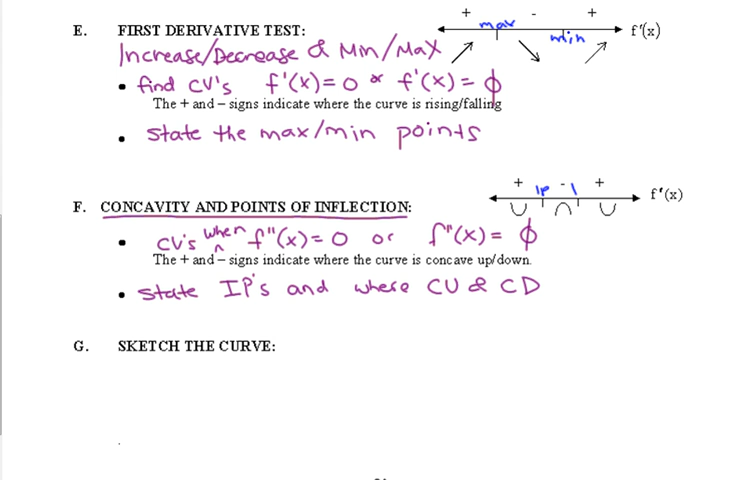 + max - min + f'(x)
E. FIRST DERIVATIVE TEST:
Increase/Decrease & Min/Max
• find CV's f'(x)=0 or f'(x)=ϕ
The + and – signs indicate where the curve is rising/falling
• State the max/min points
+ IP - I + f"(x)
F. CONCAVITY AND POINTS OF INFLECTION:
• CV's when f"(x)=0 or f"(x)=ϕ
The + and – signs indicate where the curve is concave up/down.
• State IP's and where CU & CD
G. SKETCH THE CURVE: